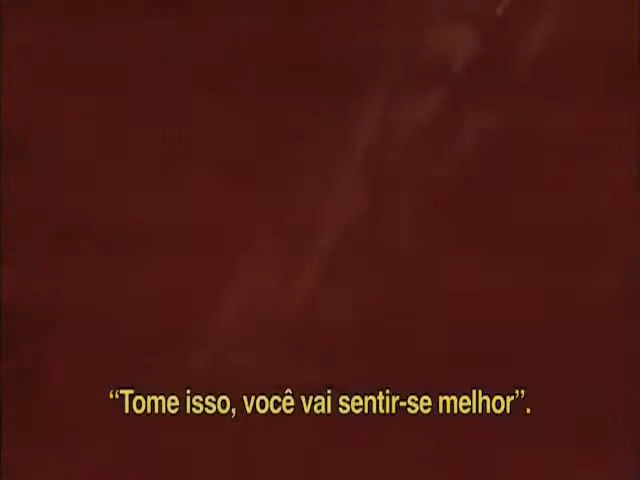 “Tome isso, você vai sentir-se melhor”.